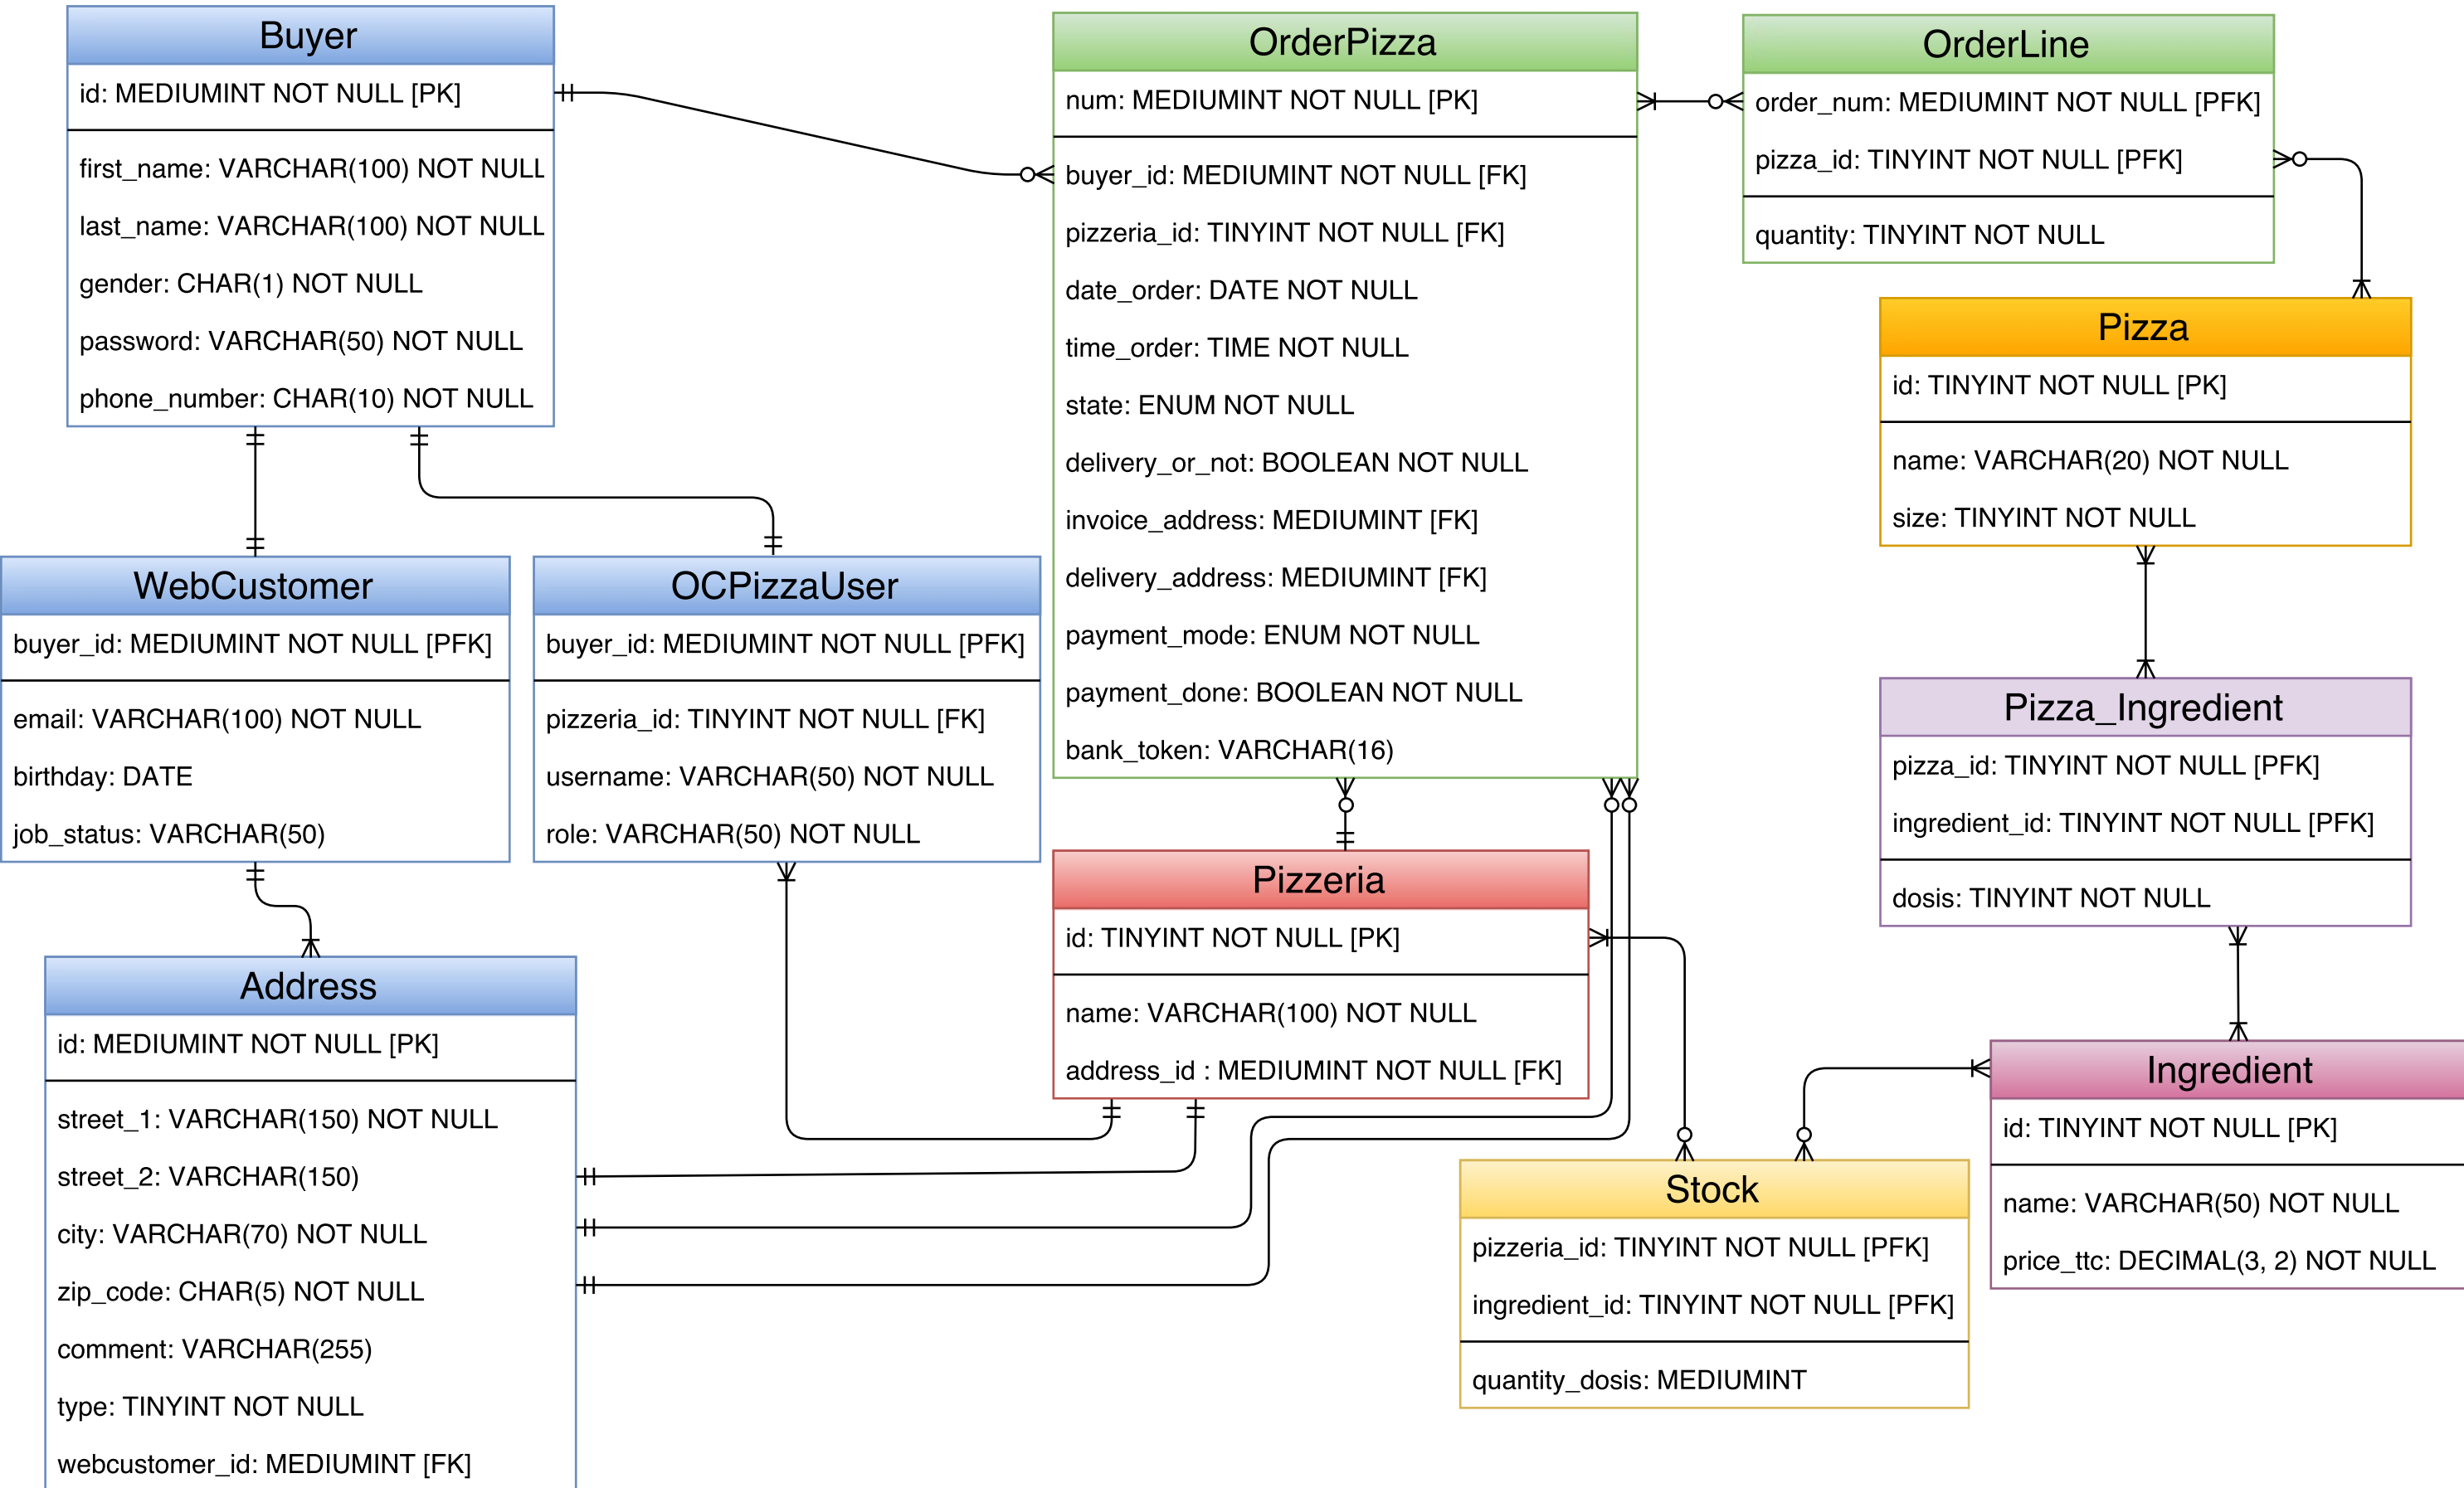 Buyer
id: MEDIUMINT NOT NULL [PK]
first_name: VARCHAR(100) NOT NULL
last_name: VARCHAR(100) NOT NULL
gender: CHAR(1) NOT NULL
password: VARCHAR(50) NOT NULL
phone_number: CHAR(10) NOT NULL
OrderPizza
num: MEDIUMINT NOT NULL [PK]
buyer_id: MEDIUMINT NOT NULL [FK]
pizzeria_id: TINYINT NOT NULL [FK]
date_order: DATE NOT NULL
time_order: TIME NOT NULL
state: ENUM NOT NULL
delivery_or_not: BOOLEAN NOT NULL
invoice_address: MEDIUMINT [FK]
delivery_address: MEDIUMINT [FK]
payment_mode: ENUM NOT NULL
payment_done: BOOLEAN NOT NULL
bank_token: VARCHAR(16)
OrderLine
order_num: MEDIUMINT NOT NULL [PFK]
pizza_id: TINYINT NOT NULL [PFK]
quantity: TINYINT NOT NULL
Pizza
id: TINYINT NOT NULL [PK]
name: VARCHAR(20) NOT NULL
size: TINYINT NOT NULL
WebCustomer
buyer_id: MEDIUMINT NOT NULL [PFK]
email: VARCHAR(100) NOT NULL
birthday: DATE
job_status: VARCHAR(50)
OCPizzaUser
buyer_id: MEDIUMINT NOT NULL [PFK]
pizzeria_id: TINYINT NOT NULL [FK]
username: VARCHAR(50) NOT NULL
role: VARCHAR(50) NOT NULL
Pizza_Ingredient
pizza_id: TINYINT NOT NULL [PFK]
ingredient_id: TINYINT NOT NULL [PFK]
dosis: TINYINT NOT NULL
Pizzeria
id: TINYINT NOT NULL [PK]
name: VARCHAR(100) NOT NULL
address_id : MEDIUMINT NOT NULL [FK]
Address
id: MEDIUMINT NOT NULL [PK]
street_1: VARCHAR(150) NOT NULL
street_2: VARCHAR(150)
city: VARCHAR(70) NOT NULL
zip_code: CHAR(5) NOT NULL
comment: VARCHAR(255)
type: TINYINT NOT NULL
webcustomer_id: MEDIUMINT [FK]
Stock
pizzeria_id: TINYINT NOT NULL [PFK]
ingredient_id: TINYINT NOT NULL [PFK]
quantity_dosis: MEDIUMINT
Ingredient
id: TINYINT NOT NULL [PK]
name: VARCHAR(50) NOT NULL
price_ttc: DECIMAL(3, 2) NOT NULL